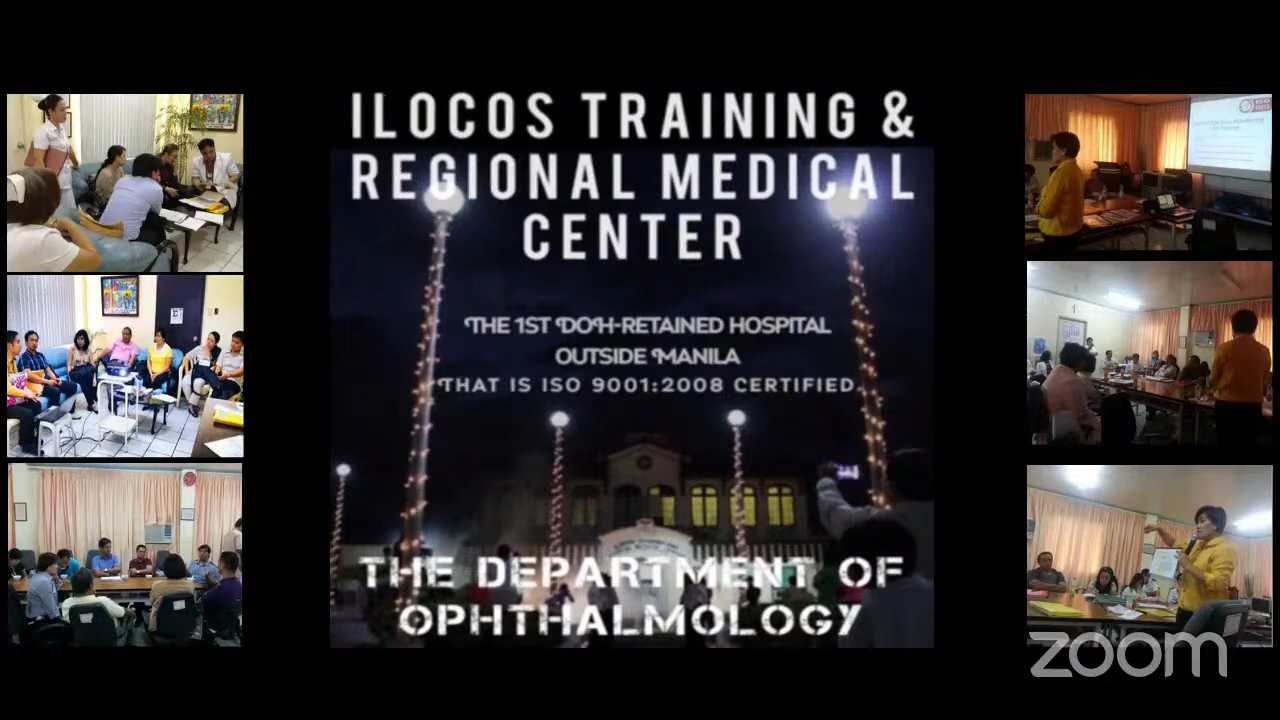 ILOCOS TRAINING &
REGIONAL MEDICAL
CENTER
THE 1ST DOH-RETAINED HOSPITAL
OUTSIDE MANILA
THAT IS ISO 9001:2008 CERTIFIED.
THE DEPARTMENT OF
OPHTHALMOLOGY
zoom